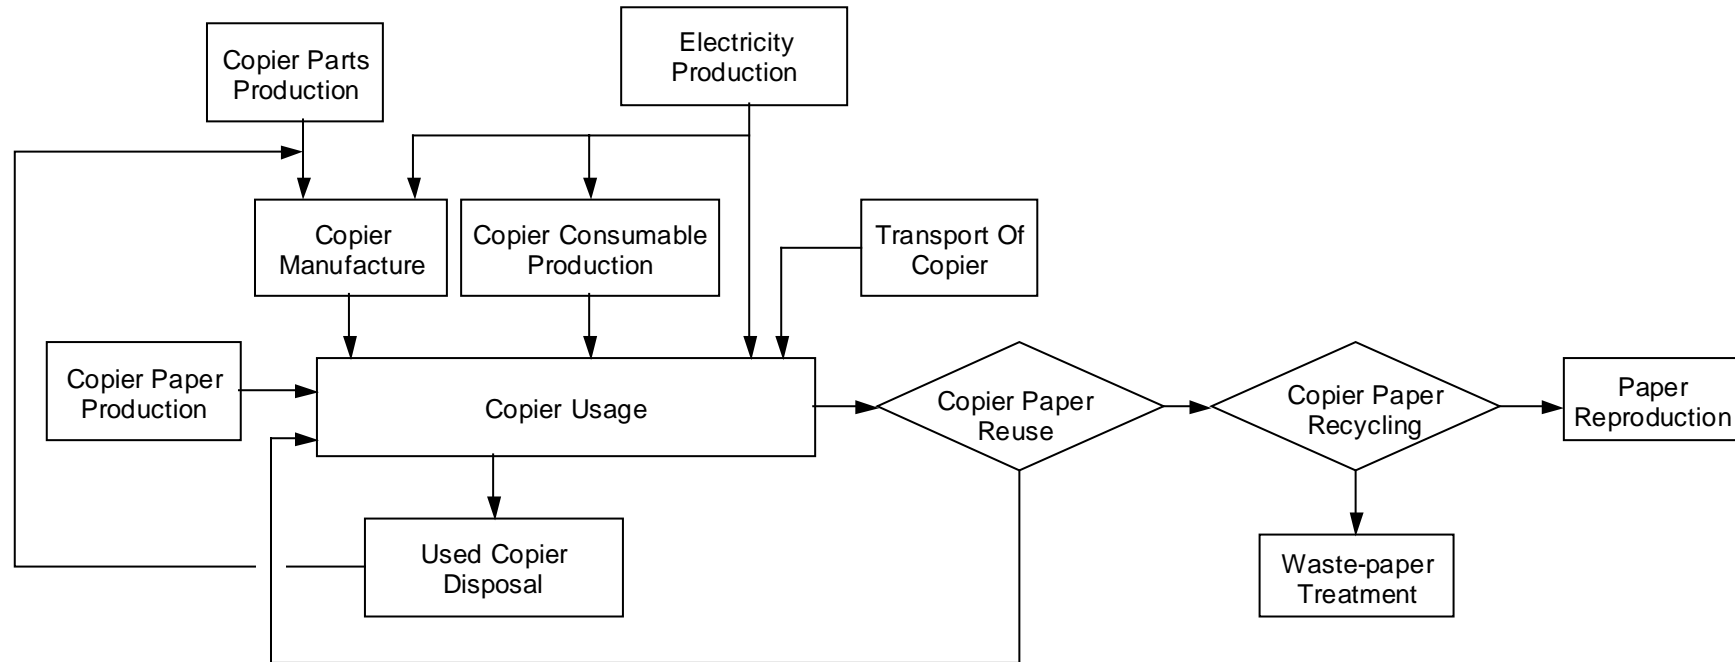 Copier Parts
Production
Electricity
Production
Copier
Manufacture
Copier Consumable
Production
Transport Of
Copier
Copier Paper
Production
Copier Usage
Copier Paper
Reuse
Copier Paper
Recycling
Paper
Reproduction
Used Copier
Disposal
Waste-paper
Treatment